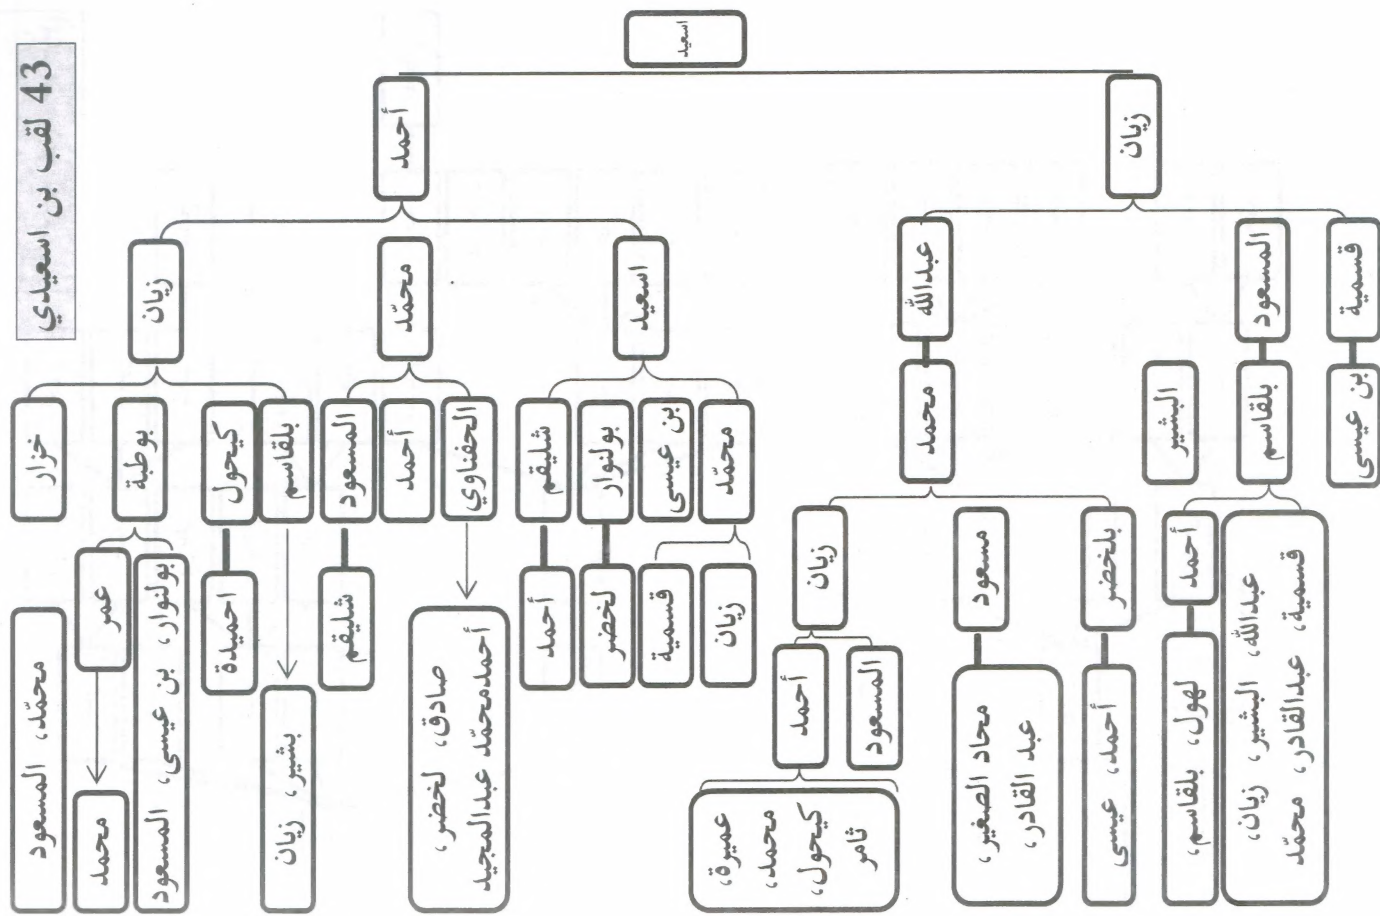 43 لقب بن اسعيدي
اسعيد
زيان
أحمد
قسمية
المسعود
عبدالله
اسعيد
محمّد
زيان
بن عيسى
بلقاسم
البشير
محمد
محمّد
بن عيسى
بولنوار
شليقم
الحفناوي
أحمد
المسعود
بلقاسم
كيحول
بوطبة
خزار
أحمد
قسمية، عبدالقادر، محمّد
عبدالله، البشير، زيان،
بلخضر
مسعود
زيان
زيان
قسمية
لخضر
أحمد
شليقم
احميدة
عمر
بولنوار، بن عيسى، المسعود
لهول، بلقاسم،
أحمد، عيسى
محاد الصغير،
عبد القادر،
المسعود
أحمد
عميرة،
محمد،
كيحول،
ثامر
صادق، لخضر،
أحمدمحمّد عبدالمجيد
بشير، زيان
محمد
محمّد، المسعود